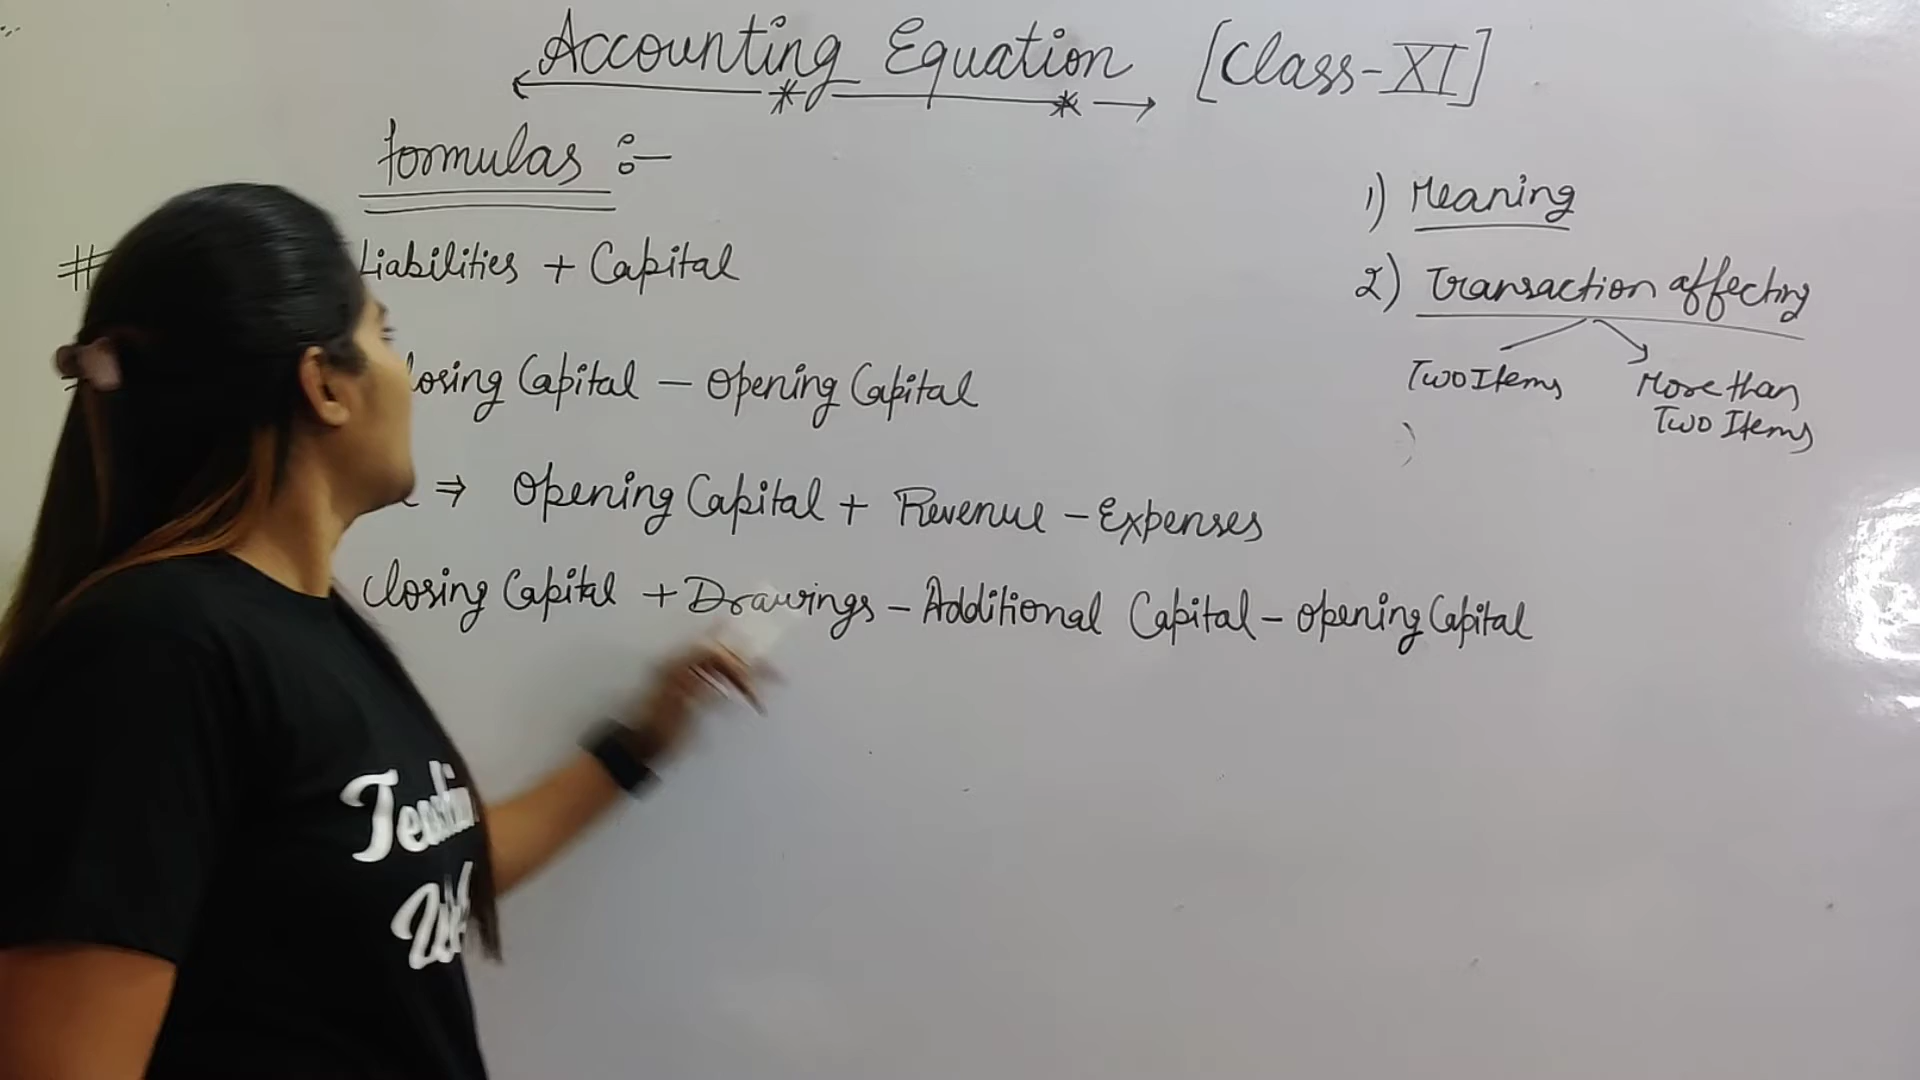 Accounting Equation [Class-XI]
formulas :-
# Liabilities + Capital
losing Capital - Opening Capital
⇒ Opening Capital + Revenue - Expenses
Closing Capital + Drawings - Additional Capital - Opening Capital
1) Meaning
2) Transaction affecting
Two Items
More than
Two Items
)